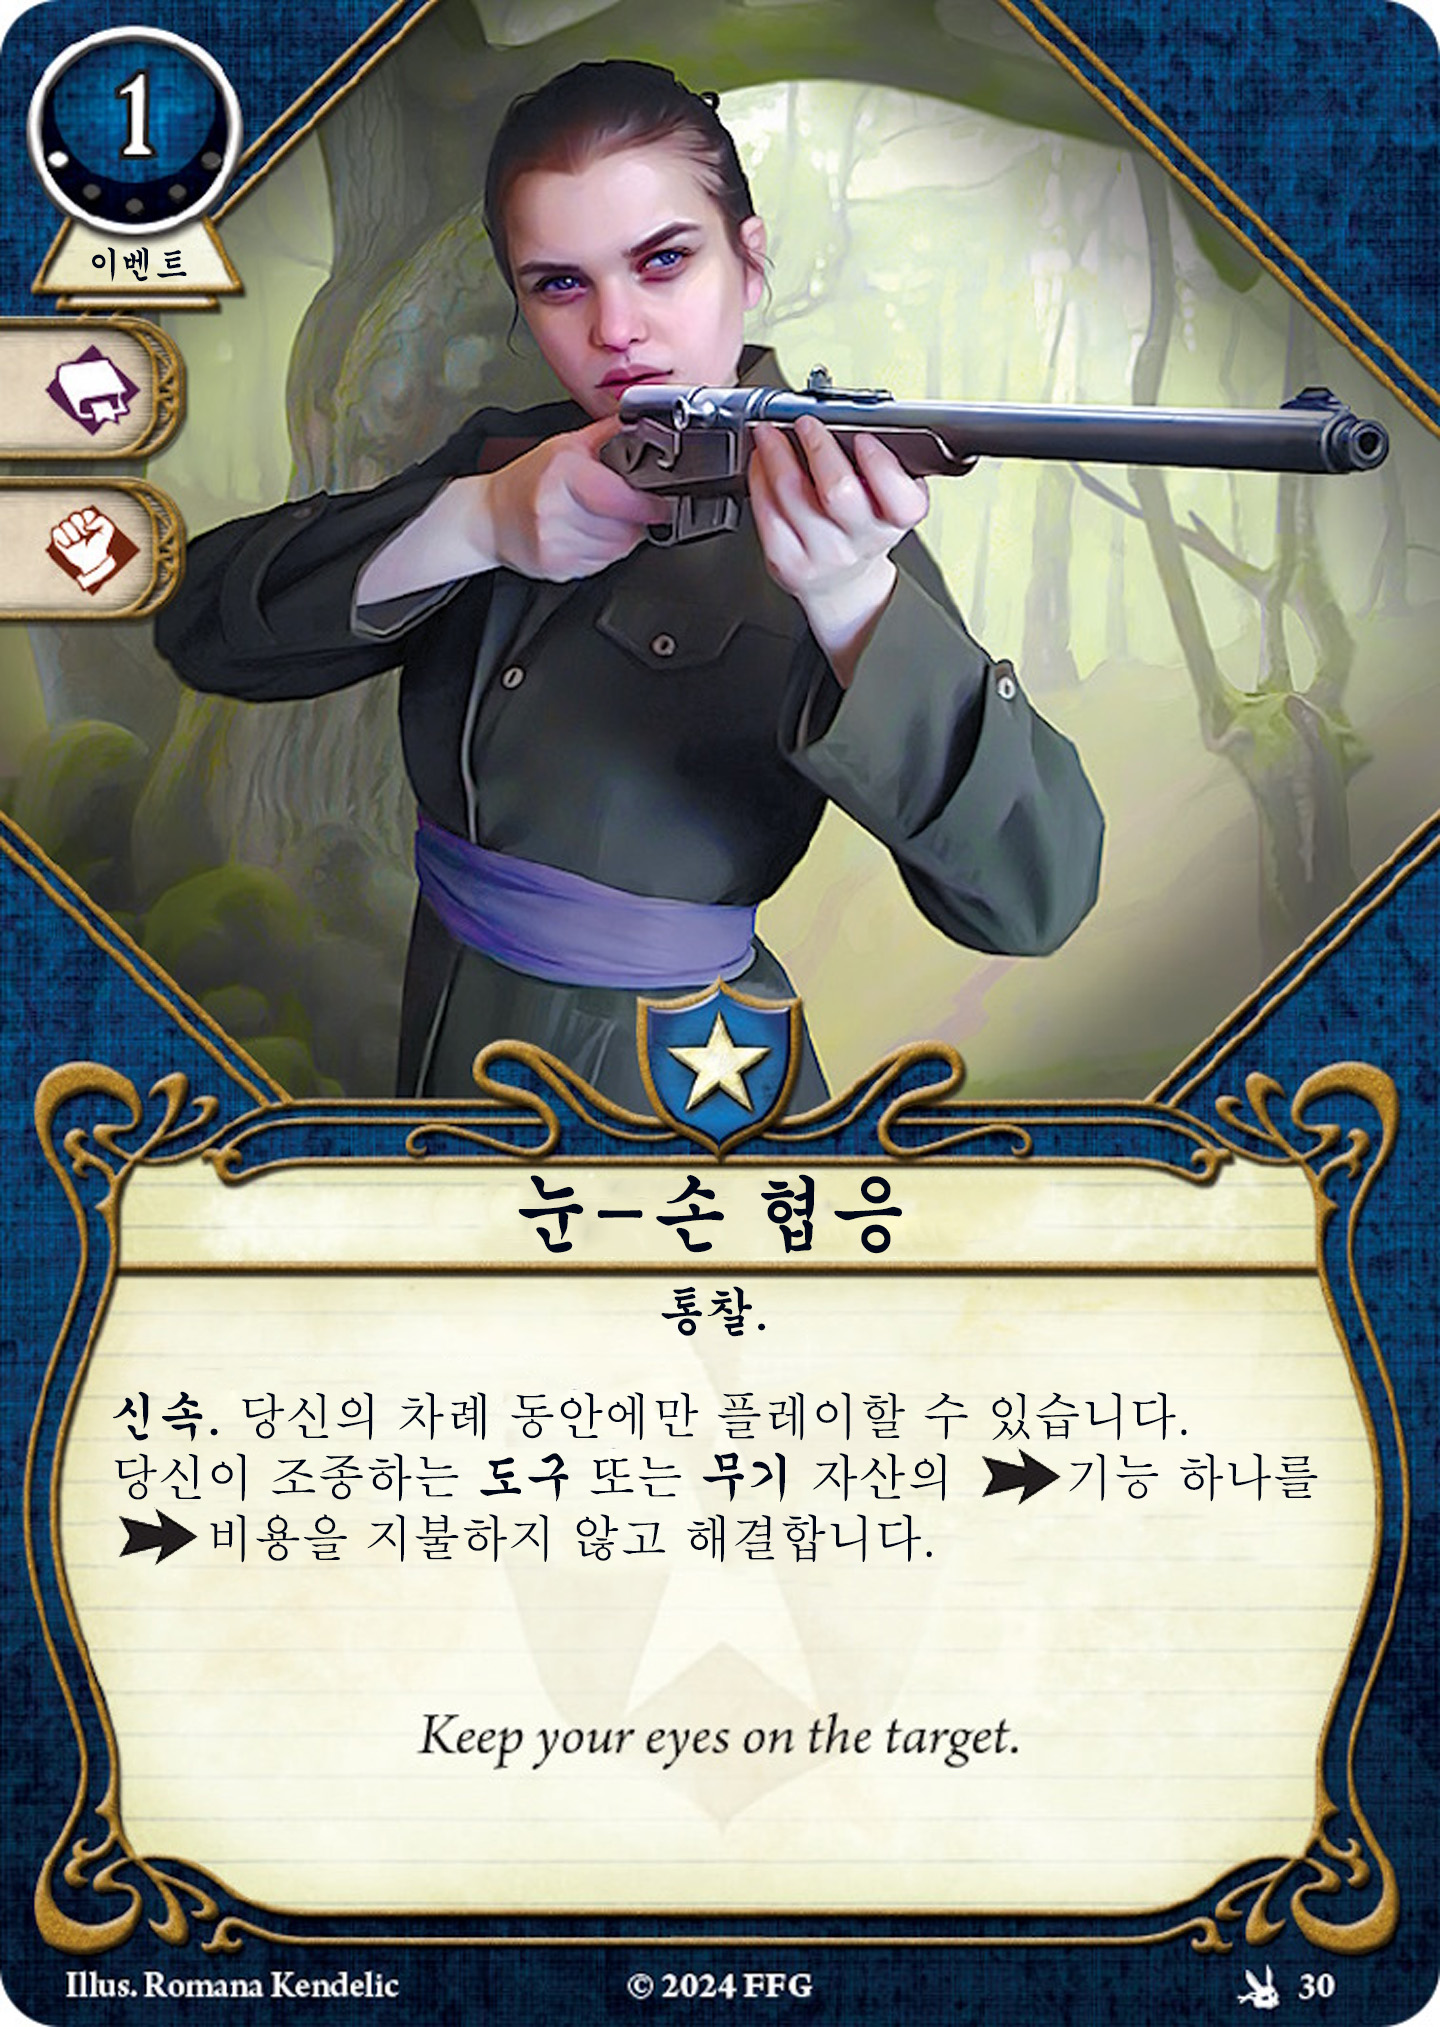 1
이벤트
눈-손 협응
통찰.
신속. 당신의 차례 동안에만 플레이할 수 있습니다.
당신이 조종하는 도구 또는 무기 자산의 기능 하나를
비용을 지불하지 않고 해결합니다.
Keep your eyes on the target.
Illus. Romana Kendelic © 2024 FFG 30